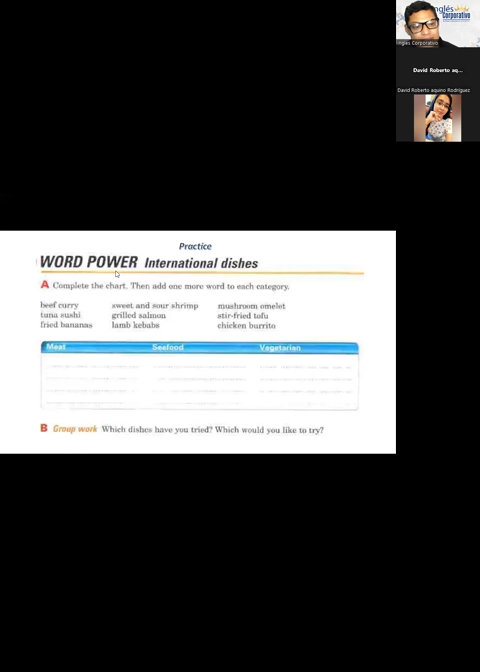 Inglés
corporativo
Inglés Corporativo
David Roberto aq...
David Roberto aquino Rodríguez
Practice
WORD POWER International dishes
A Complete the chart. Then add one more word to each category.
beef curry sweet and sour shrimp mushroom omelet
tuna sushi grilled salmon stir-fried tofu
fried bananas lamb kebabs chicken burrito
Meat Seafood Vegetarian
B Group work Which dishes have you tried? Which would you like to try?